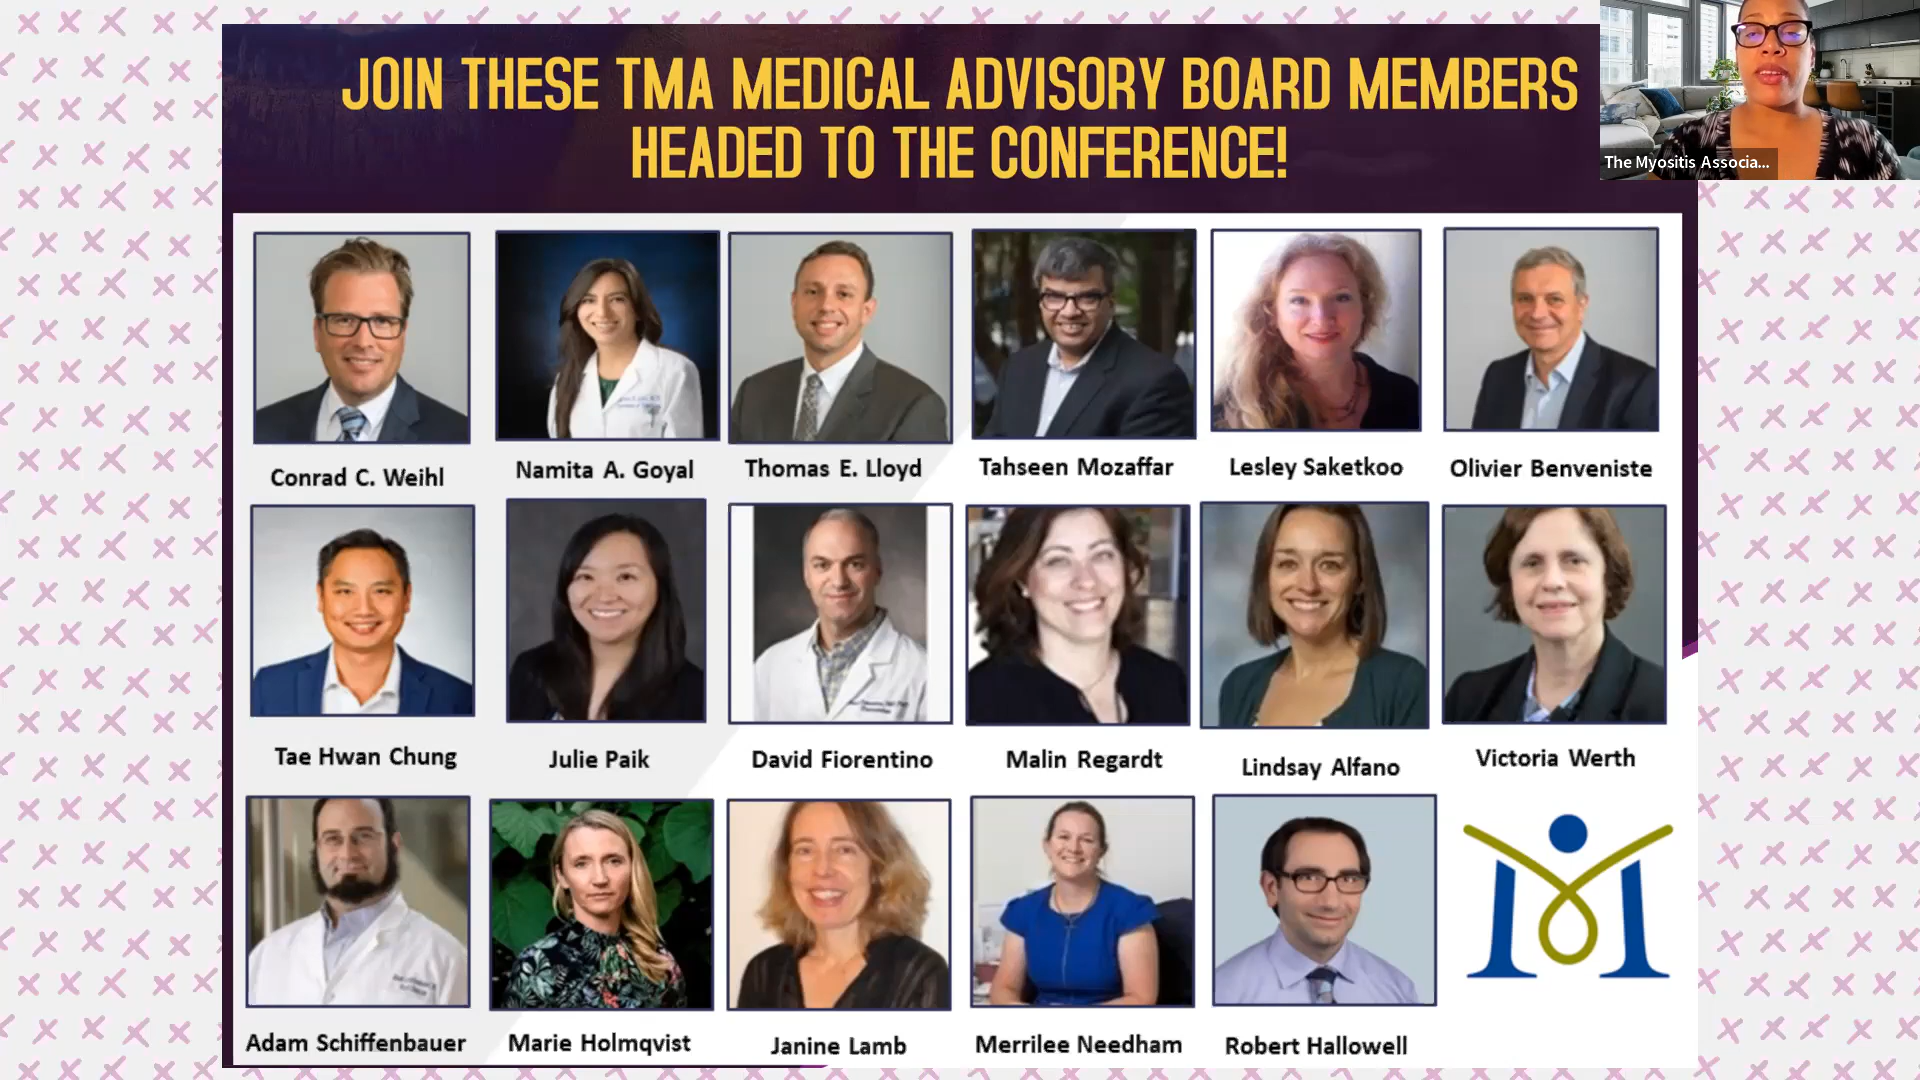 JOIN THESE TMA MEDICAL ADVISORY BOARD MEMBERS
HEADED TO THE CONFERENCE!
The Myositis Associa...
Conrad C. Weihl
Namita A. Goyal
Thomas E. Lloyd
Tahseen Mozaffar
Lesley Saketkoo
Olivier Benveniste
Tae Hwan Chung
Julie Paik
David Fiorentino
Malin Regardt
Lindsay Alfano
Victoria Werth
Adam Schiffenbauer
Marie Holmqvist
Janine Lamb
Merrilee Needham
Robert Hallowell